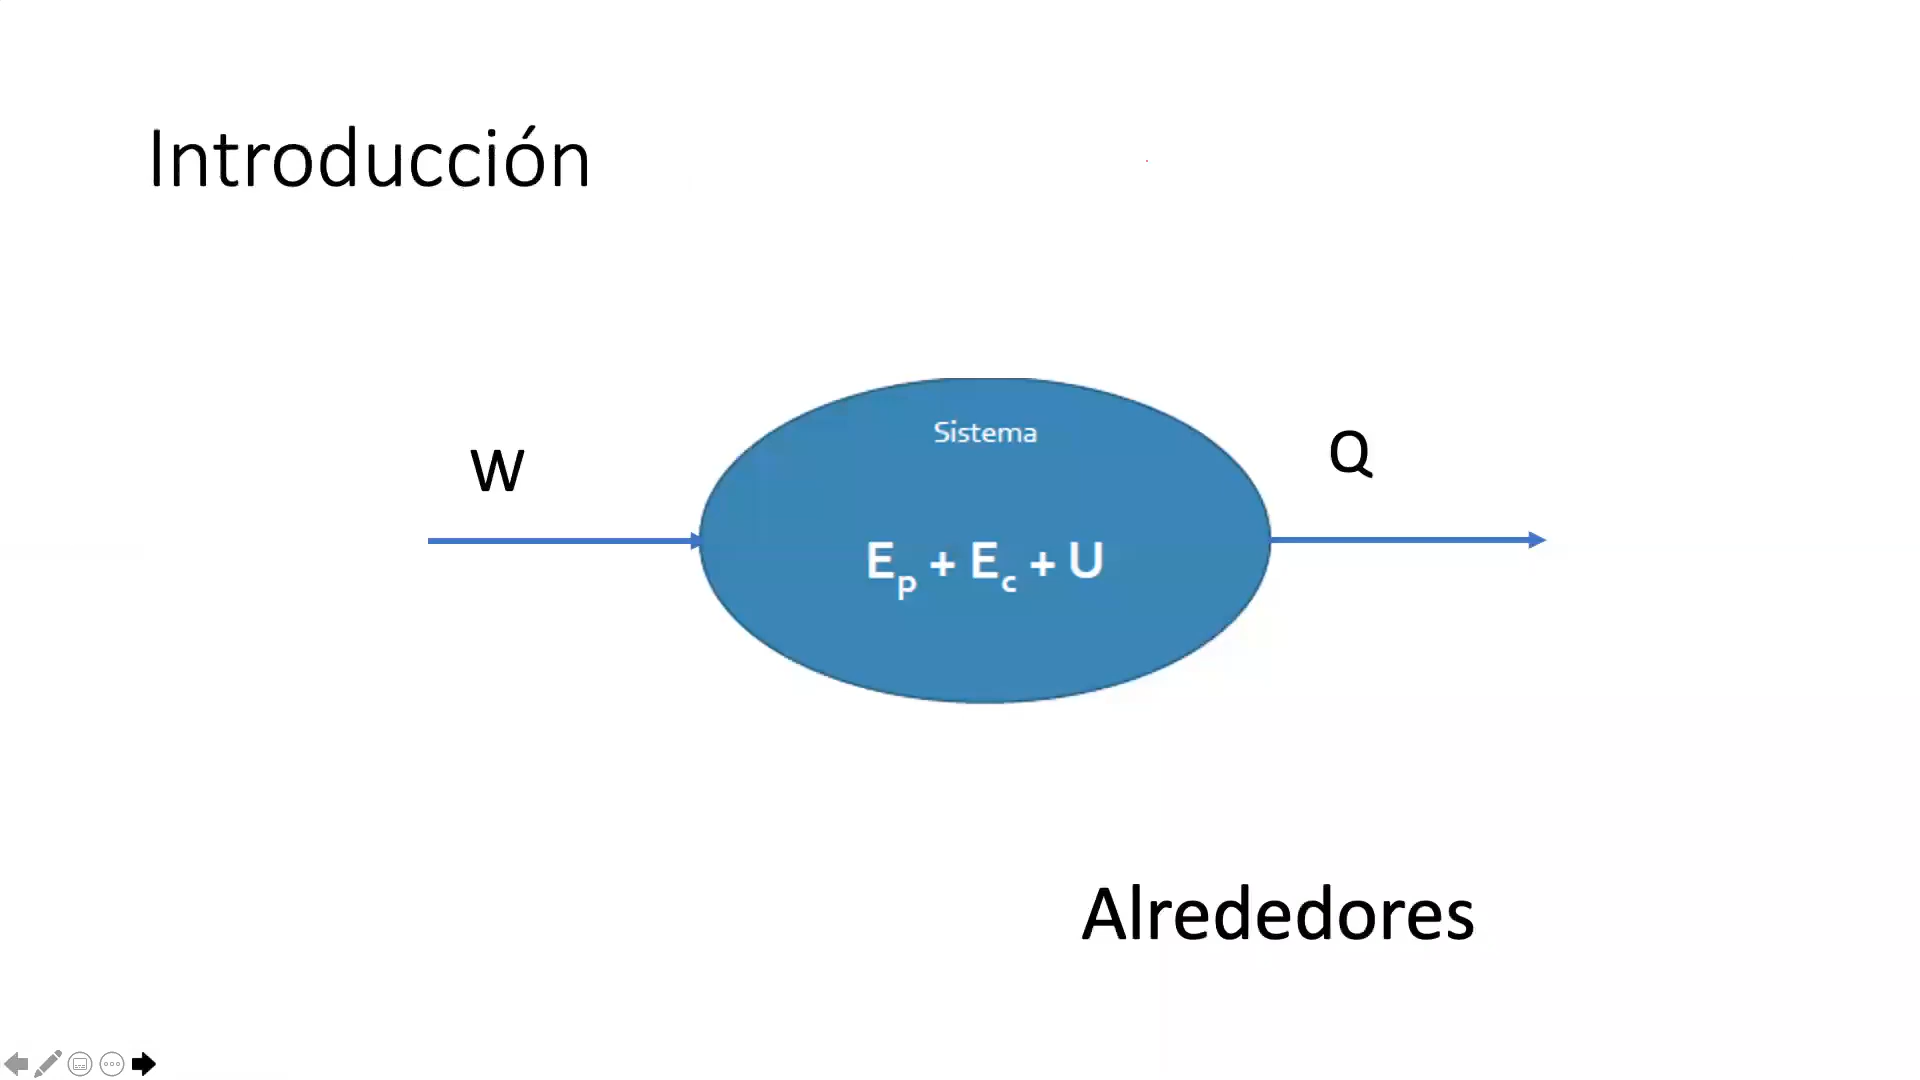 Introducción
Sistema
W
Q
Ep + Ec + U
Alrededores